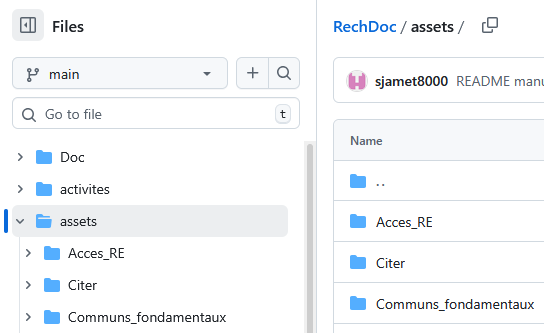 Files
main
Go to file
t
Doc
activites
assets
Acces_RE
Citer
Communs_fondamentaux
RechDoc / assets /
sjamet8000 README manu
Name
..
Acces_RE
Citer
Communs_fondamentaux